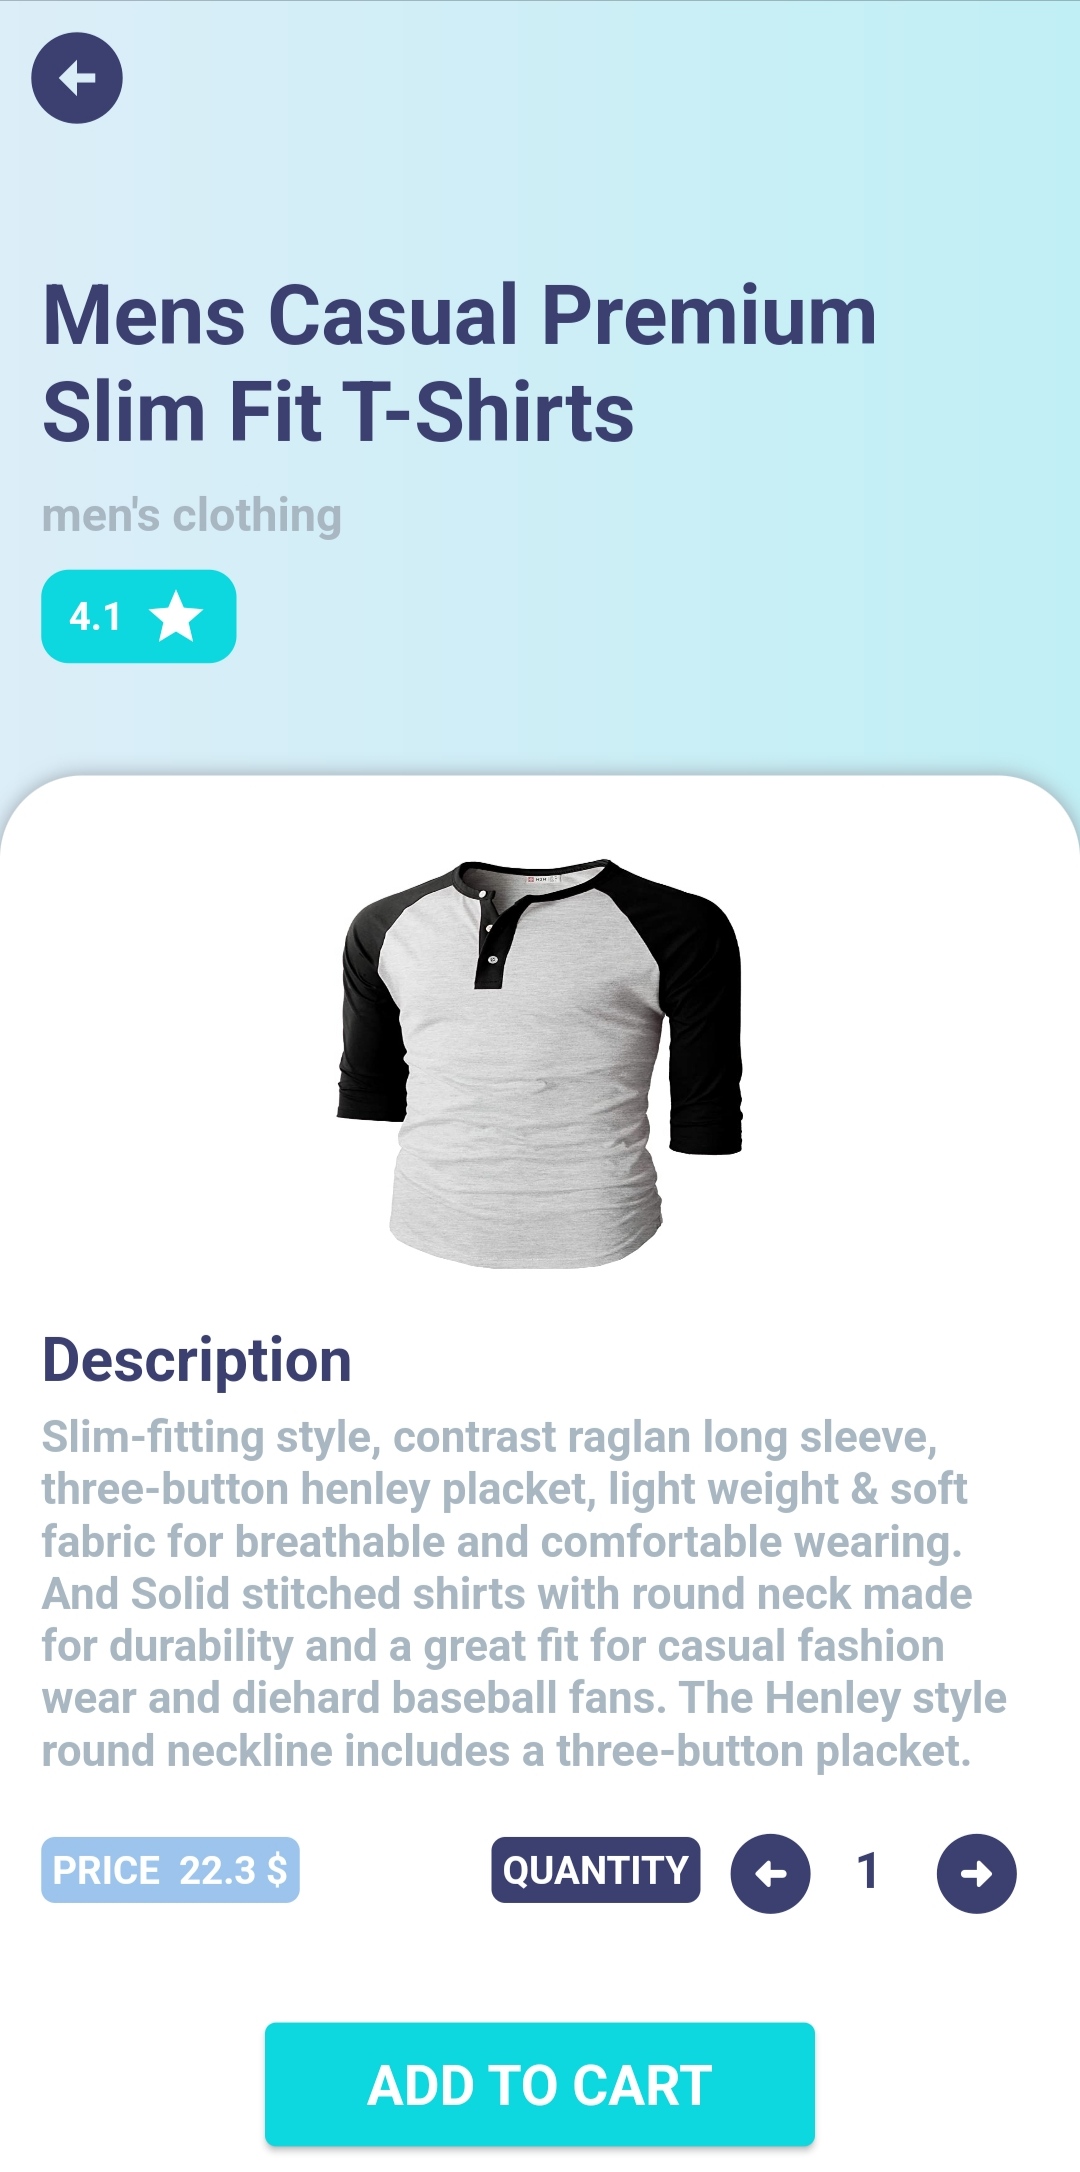 Mens Casual Premium
Slim Fit T-Shirts
men's clothing
4.1
Description
Slim-fitting style, contrast raglan long sleeve,
three-button henley placket, light weight & soft
fabric for breathable and comfortable wearing.
And Solid stitched shirts with round neck made
for durability and a great fit for casual fashion
wear and diehard baseball fans. The Henley style
round neckline includes a three-button placket.
PRICE 22.3 $ QUANTITY 1
ADD TO CART